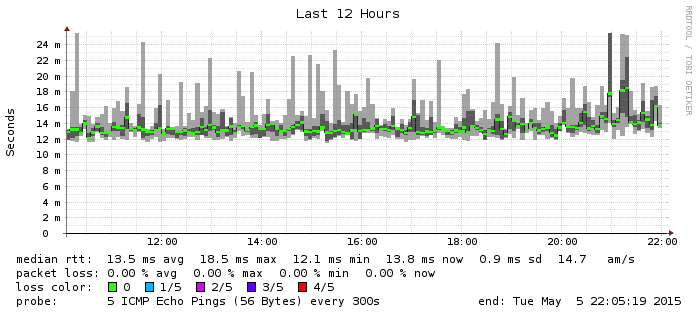 Last 12 Hours
RRDTOOL / TOBI OETIKER
Seconds
24 m
22 m
20 m
18 m
16 m
14 m
12 m
10 m
8 m
6 m
4 m
2 m
0
12:00 14:00 16:00 18:00 20:00 22:00
median rtt: 13.5 ms avg 18.5 ms max 12.1 ms min 13.8 ms now 0.9 ms sd 14.7 am/s
packet loss: 0.00 % avg 0.00 % max 0.00 % min 0.00 % now
loss color: 0 1/5 2/5 3/5 4/5
probe: 5 ICMP Echo Pings (56 Bytes) every 300s end: Tue May 5 22:05:19 2015